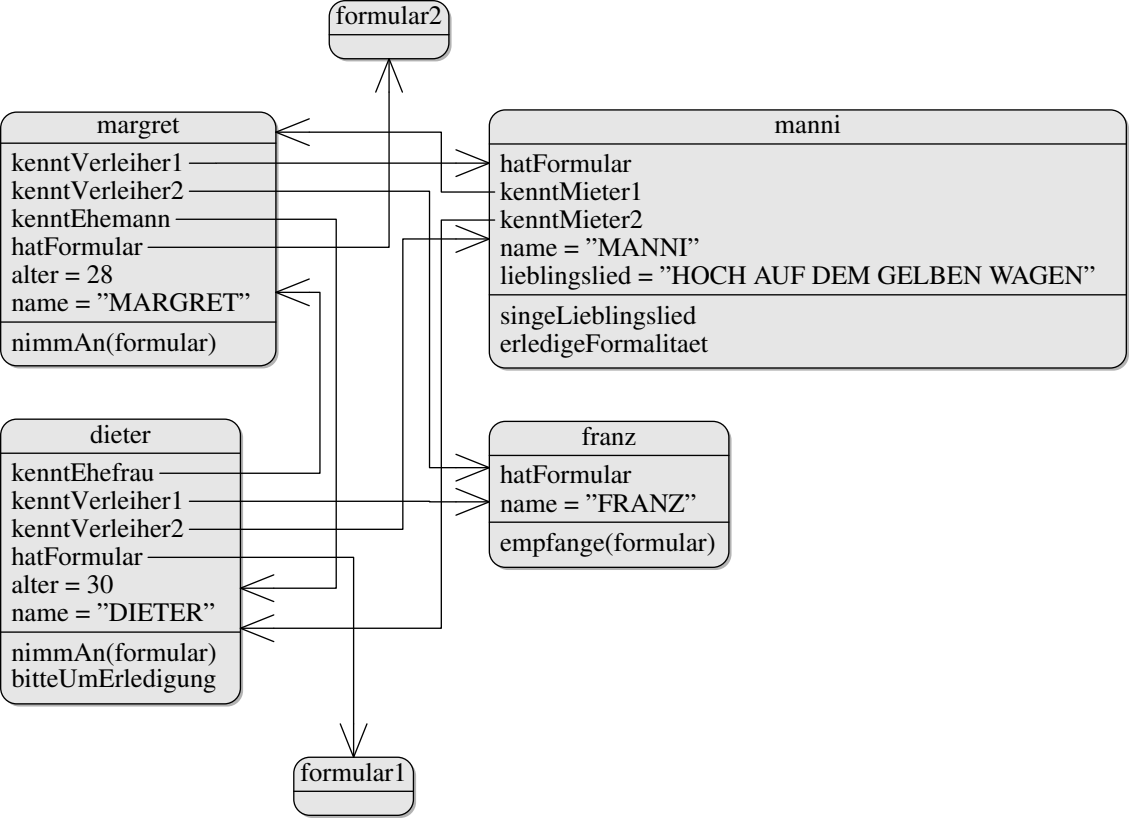 formular2
margret
kenntVerleiher1
kenntVerleiher2
kenntEhemann
hatFormular
alter = 28
name = ”MARGRET”
nimmAn(formular)
manni
hatFormular
kenntMieter1
kenntMieter2
name = ”MANNI”
lieblingslied = ”HOCH AUF DEM GELBEN WAGEN”
singeLieblingslied
erledigeFormalitaet
dieter
kenntEhefrau
kenntVerleiher1
kenntVerleiher2
hatFormular
alter = 30
name = ”DIETER”
nimmAn(formular)
bitteUmErledigung
franz
hatFormular
name = ”FRANZ”
empfange(formular)
formular1